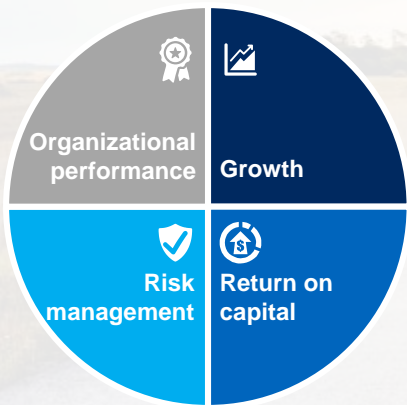 Organizational
performance
Growth
Risk
management
Return on
capital
$